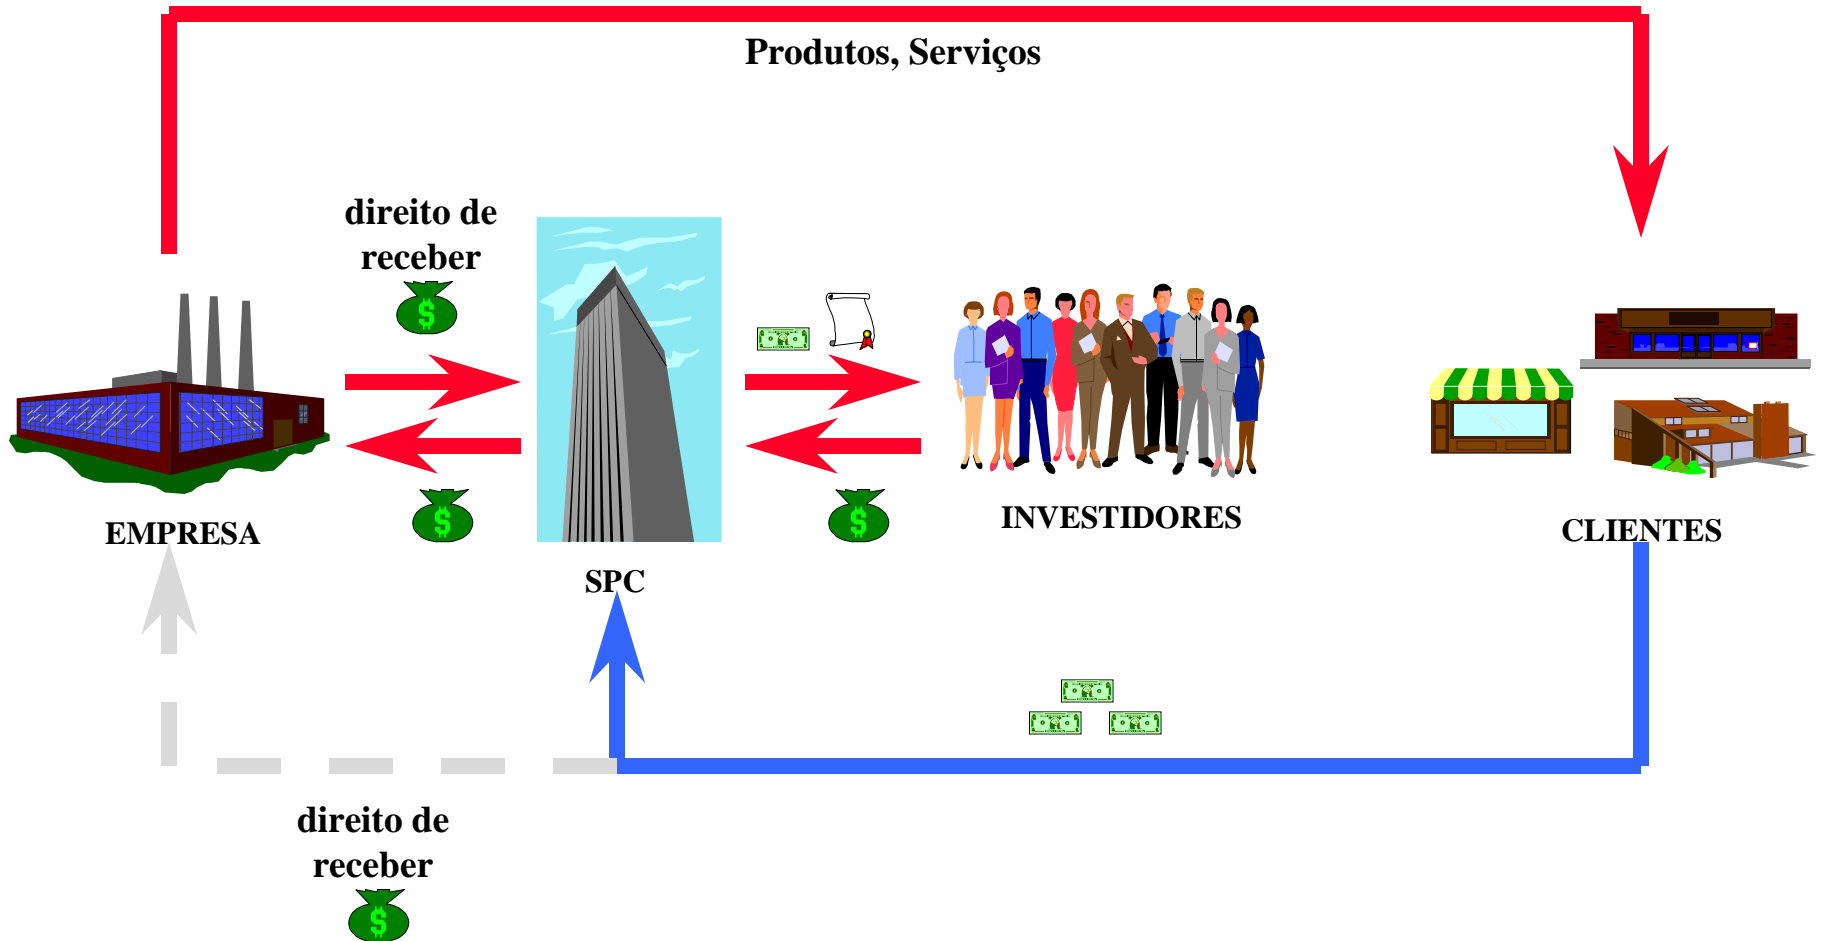 Produtos, Serviços
direito de
receber
$
$
$
EMPRESA
SPC
INVESTIDORES
CLIENTES
direito de
receber
$